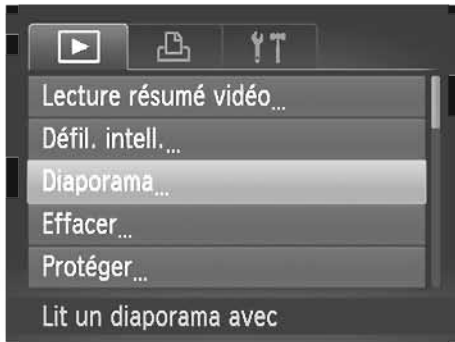 Lecture résumé vidéo...
Défil. intell....
Diaporama...
Effacer...
Protéger...
Lit un diaporama avec